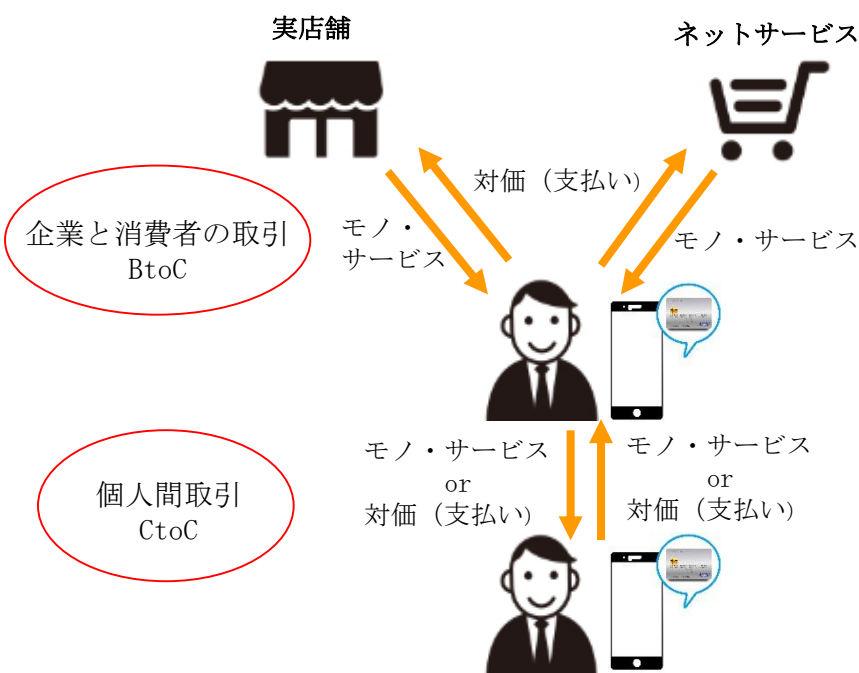 実店舗
ネットサービス
対価（支払い）
企業と消費者の取引
BtoC
モノ・
サービス
モノ・サービス
モノ・サービス
or
対価（支払い）
モノ・サービス
or
対価（支払い）
個人間取引
CtoC